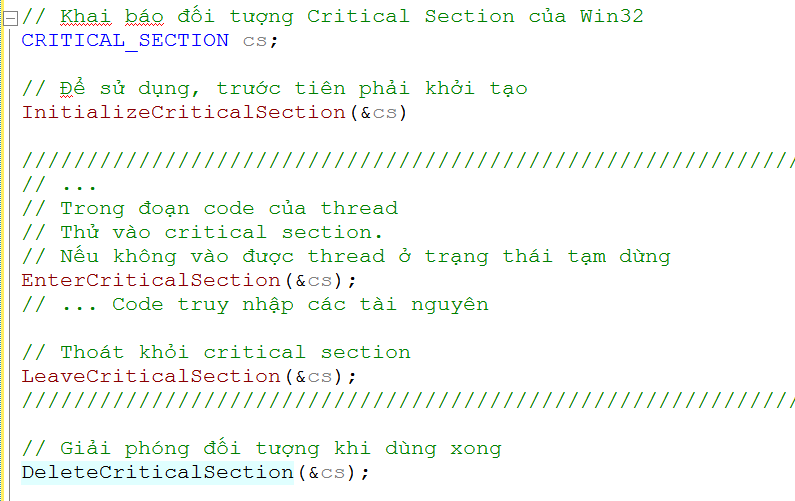 // Khai báo đối tượng Critical Section của Win32
CRITICAL_SECTION cs;
// Để sử dụng, trước tiên phải khởi tạo
InitializeCriticalSection(&cs)
////////////////////////////////////////////////////////////
// ...
// Trong đoạn code của thread
// Thử vào critical section.
// Nếu không vào được thread ở trạng thái tạm dừng
EnterCriticalSection(&cs);
// ... Code truy nhập các tài nguyên
// Thoát khỏi critical section
LeaveCriticalSection(&cs);
////////////////////////////////////////////////////////////
// Giải phóng đối tượng khi dùng xong
DeleteCriticalSection(&cs);